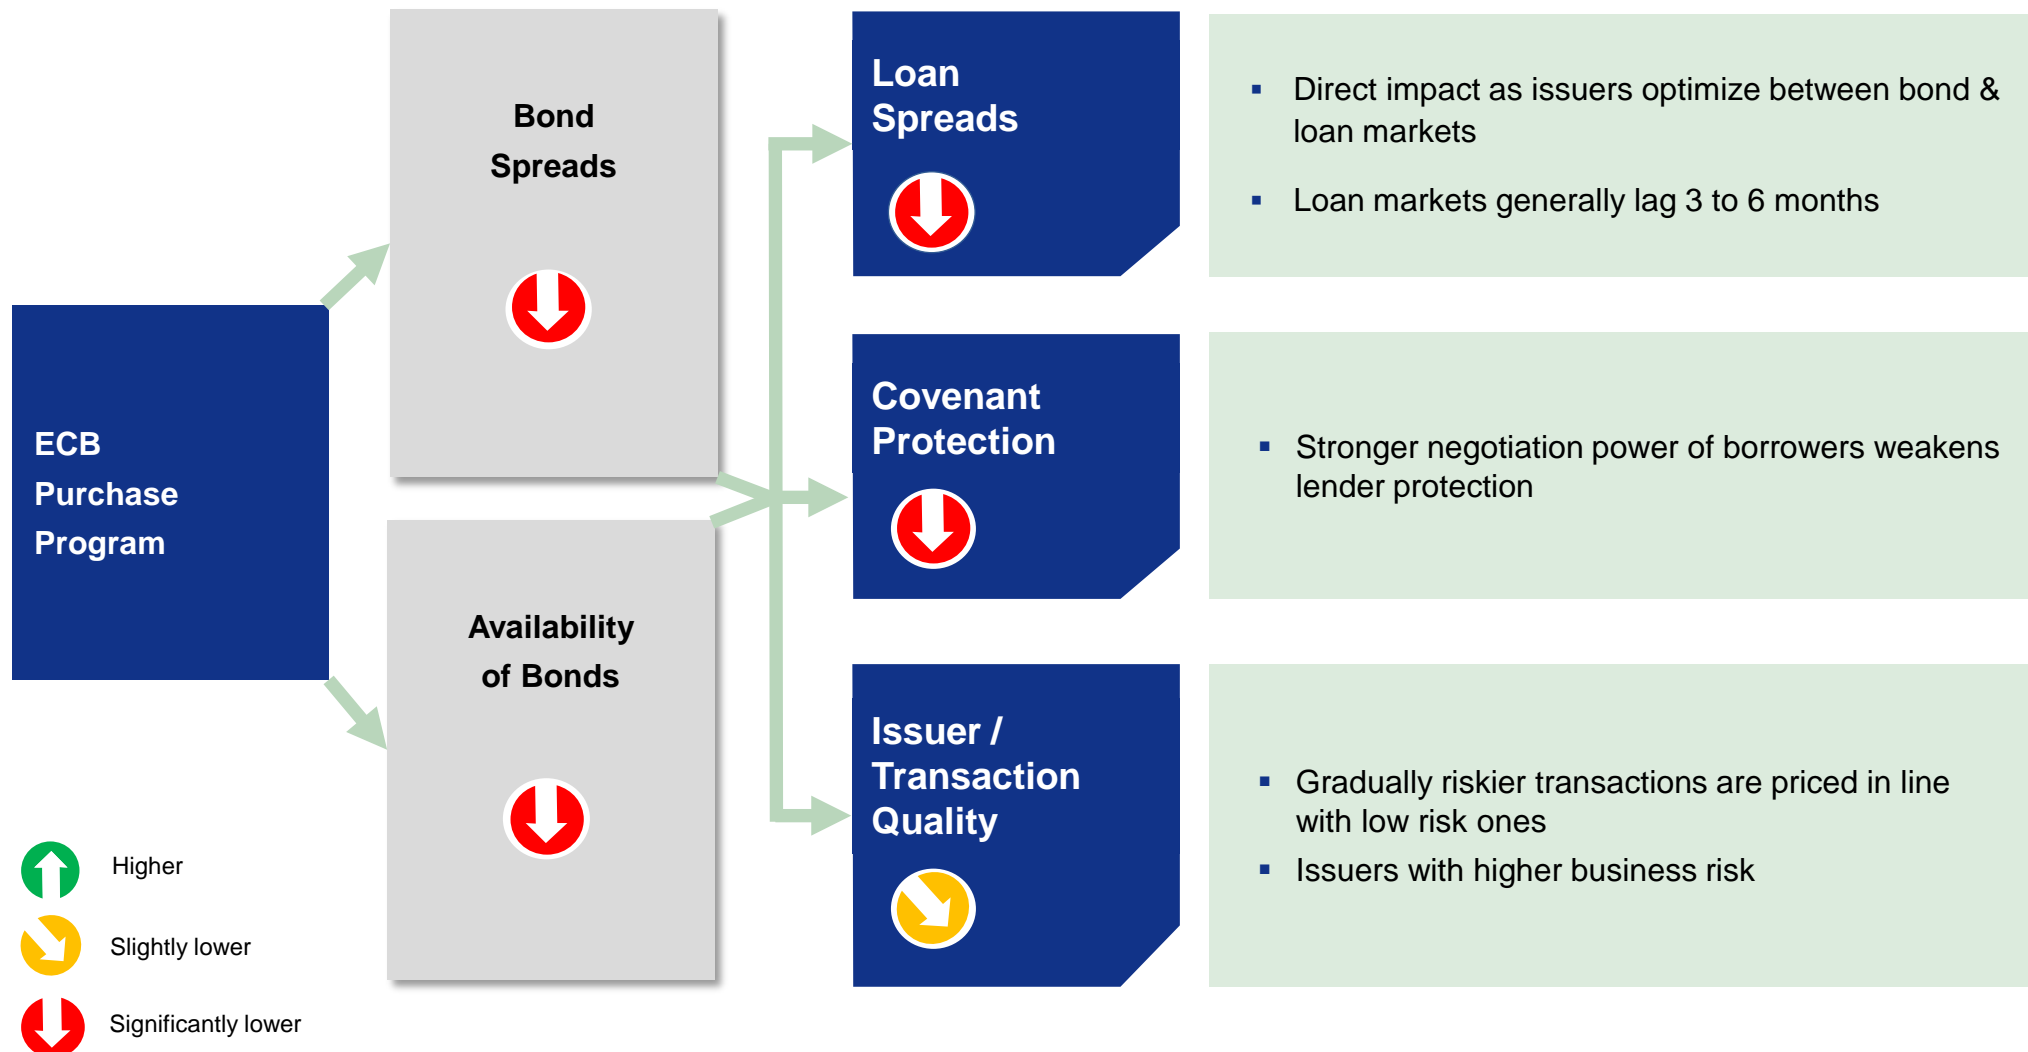 ECB
Purchase
Program
Bond
Spreads
Availability
of Bonds
Loan
Spreads
▪ Direct impact as issuers optimize between bond &
loan markets
▪ Loan markets generally lag 3 to 6 months
Covenant
Protection
▪ Stronger negotiation power of borrowers weakens
lender protection
Issuer /
Transaction
Quality
▪ Gradually riskier transactions are priced in line
with low risk ones
▪ Issuers with higher business risk
Higher
Slightly lower
Significantly lower